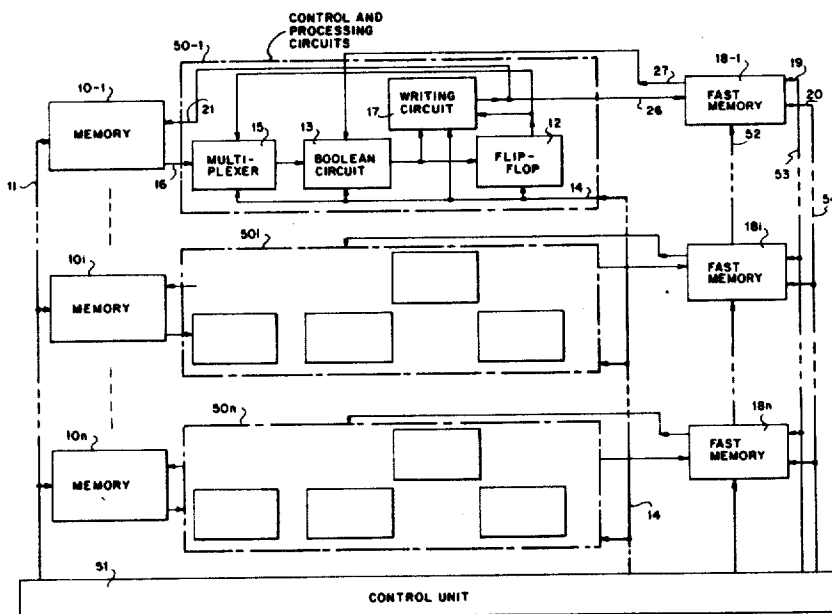 CONTROL AND
PROCESSING
CIRCUITS
50-1
10-1
21
MEMORY
11
16
15
MULTI-
PLEXER
13
BOOLEAN
CIRCUIT
17
WRITING
CIRCUIT
12
FLIP-
FLOP
14
27
26
18-1
FAST
MEMORY
19
20
52
53
54
10i
MEMORY
50i
18i
FAST
MEMORY
10n
MEMORY
50n
18n
FAST
MEMORY
14
51
CONTROL UNIT